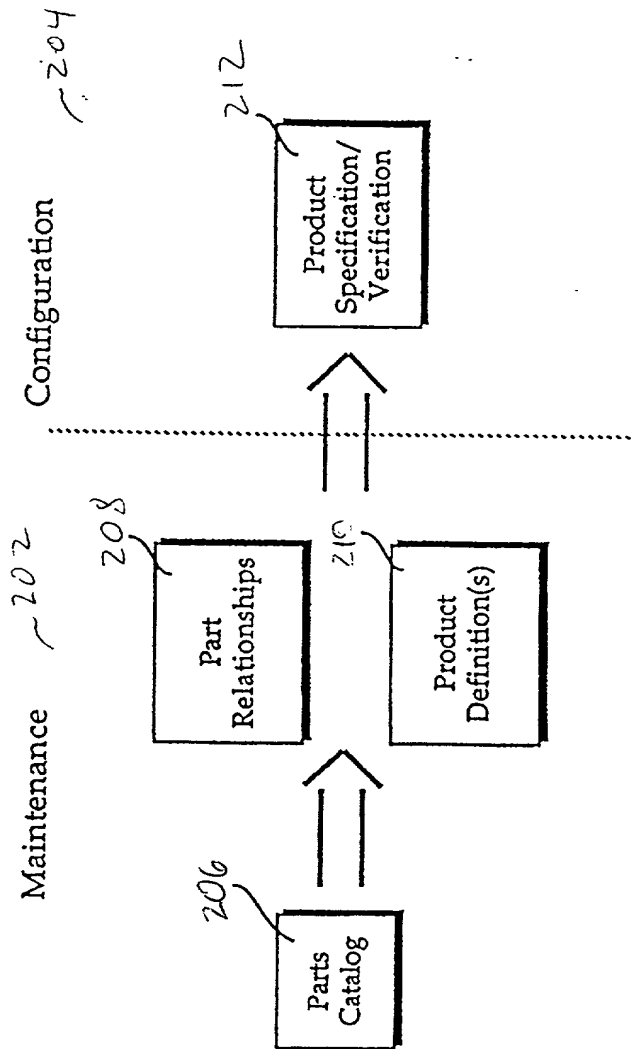 Maintenance
202
Configuration
204
206
Parts
Catalog
208
Part
Relationships
210
Product
Definition(s)
212
Product
Specification/
Verification